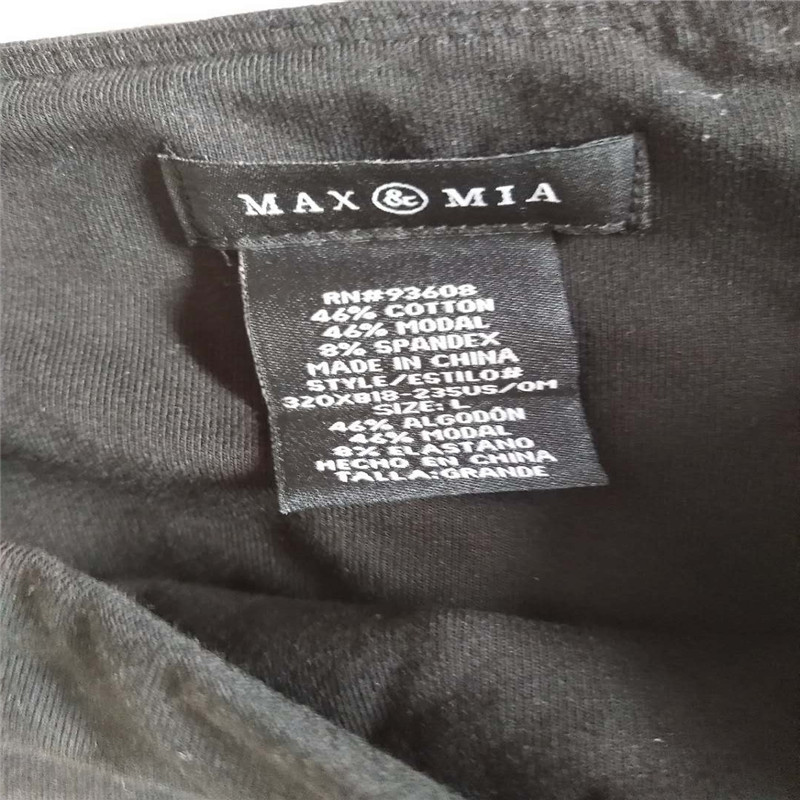 MAX & MIA
RN#93608
46% COTTON
46% MODAL
8% SPANDEX
MADE IN CHINA
STYLE/ESTILO#
320X818-235US/OM
SIZE: L
46% ALGODÓN
46% MODAL
8% ELASTANO
HECHO EN CHINA
TALLA:GRANDE